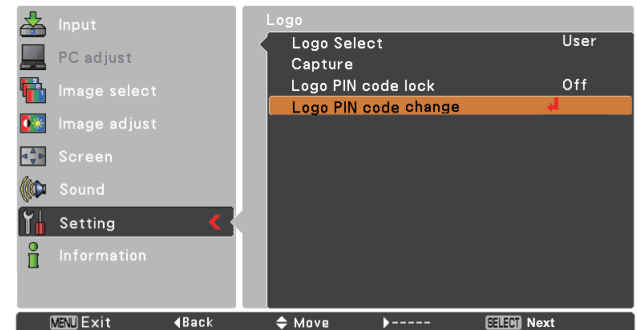 Input
PC adjust
Image select
Image adjust
Screen
Sound
Setting
Information
Logo
Logo Select User
Capture
Logo PIN code lock Off
Logo PIN code change
MENU Exit Back Move ----- SELECT Next